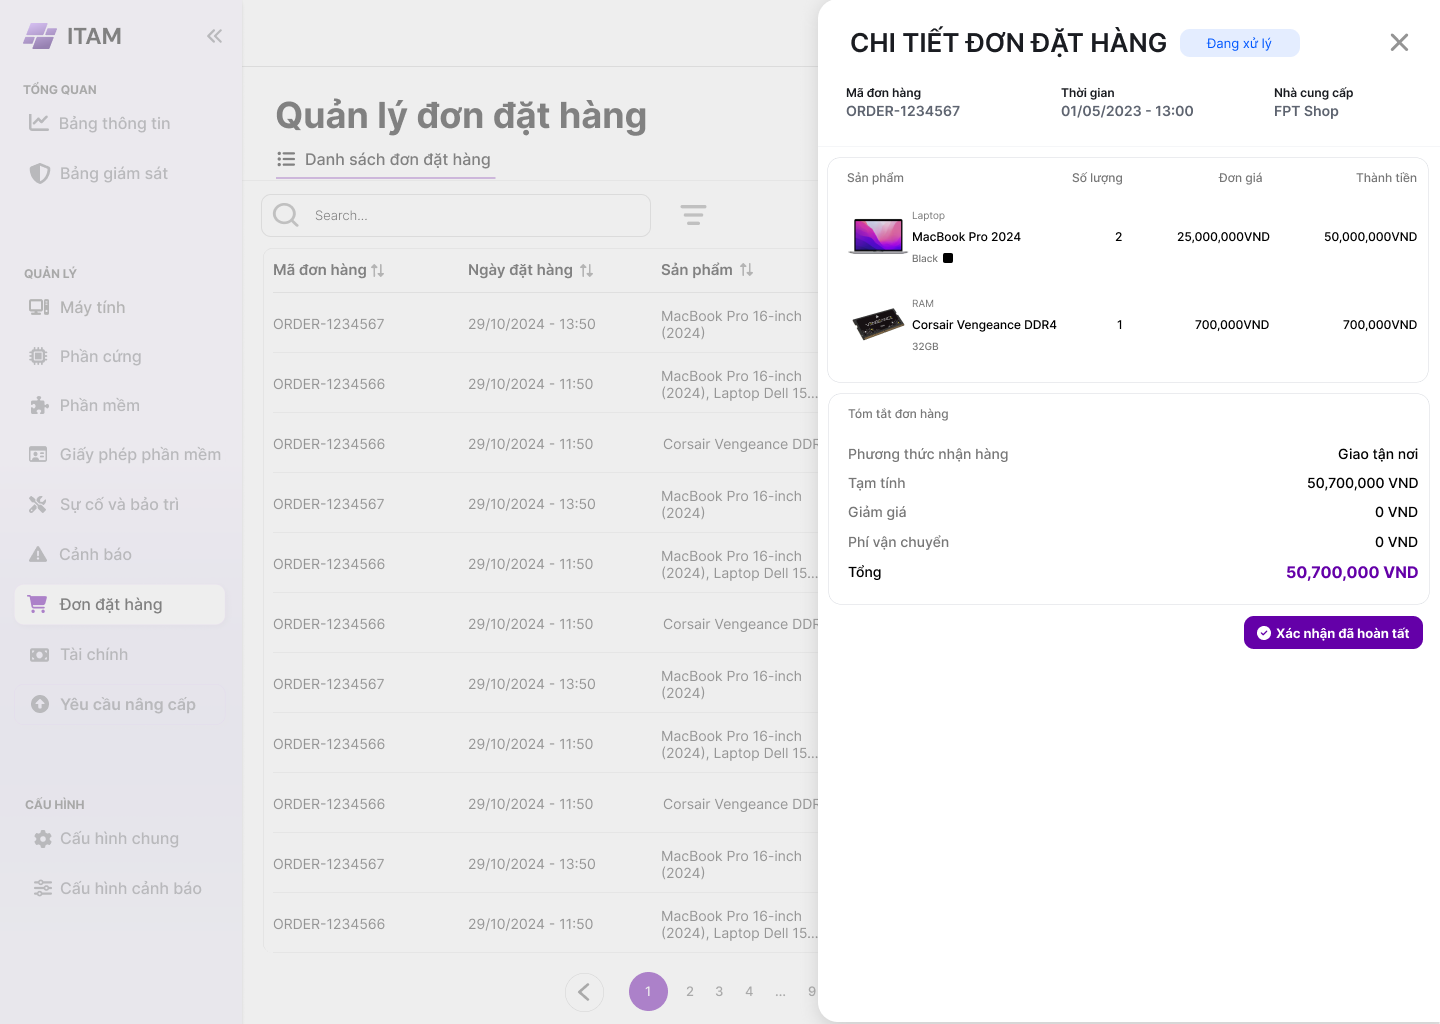 ITAM
TỔNG QUAN
Bảng thông tin
Bảng giám sát
QUẢN LÝ
Máy tính
Phần cứng
Phần mềm
Giấy phép phần mềm
Sự cố và bảo trì
Cảnh báo
Đơn đặt hàng
Tài chính
Yêu cầu nâng cấp
CẤU HÌNH
Cấu hình chung
Cấu hình cảnh báo
Quản lý đơn đặt hàng
Danh sách đơn đặt hàng
Search...
Mã đơn hàng Ngày đặt hàng Sản phẩm
ORDER-1234567 29/10/2024 - 13:50 MacBook Pro 16-inch
(2024)
ORDER-1234566 29/10/2024 - 11:50 MacBook Pro 16-inch
(2024), Laptop Dell 15...
ORDER-1234566 29/10/2024 - 11:50 Corsair Vengeance DDR
ORDER-1234567 29/10/2024 - 13:50 MacBook Pro 16-inch
(2024)
ORDER-1234566 29/10/2024 - 11:50 MacBook Pro 16-inch
(2024), Laptop Dell 15...
ORDER-1234566 29/10/2024 - 11:50 Corsair Vengeance DDR
ORDER-1234567 29/10/2024 - 13:50 MacBook Pro 16-inch
(2024)
ORDER-1234566 29/10/2024 - 11:50 MacBook Pro 16-inch
(2024), Laptop Dell 15...
ORDER-1234566 29/10/2024 - 11:50 Corsair Vengeance DDR
ORDER-1234567 29/10/2024 - 13:50 MacBook Pro 16-inch
(2024)
ORDER-1234566 29/10/2024 - 11:50 MacBook Pro 16-inch
(2024), Laptop Dell 15...
1 2 3 4 ... 9
CHI TIẾT ĐƠN ĐẶT HÀNG Đang xử lý
Mã đơn hàng Thời gian Nhà cung cấp
ORDER-1234567 01/05/2023 - 13:00 FPT Shop
Sản phẩm Số lượng Đơn giá Thành tiền
Laptop
MacBook Pro 2024 2 25,000,000VND 50,000,000VND
Black
RAM
VENGEANCE
Corsair Vengeance DDR4 1 700,000VND 700,000VND
32GB
Tóm tắt đơn hàng
Phương thức nhận hàng Giao tận nơi
Tạm tính 50,700,000 VND
Giảm giá 0 VND
Phí vận chuyển 0 VND
Tổng 50,700,000 VND
Xác nhận đã hoàn tất